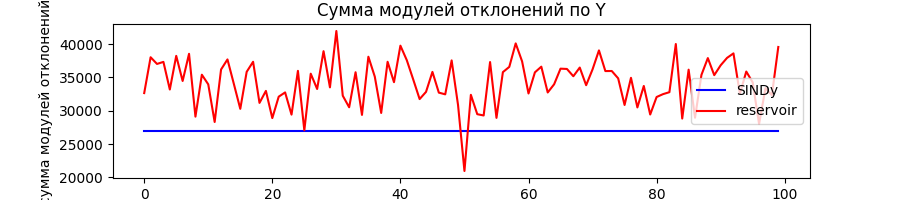 Сумма модулей отклонений по Y
сумма модулей отклонений
40000
35000
30000
25000
20000
0
20
40
60
80
100
SINDy
reservoir